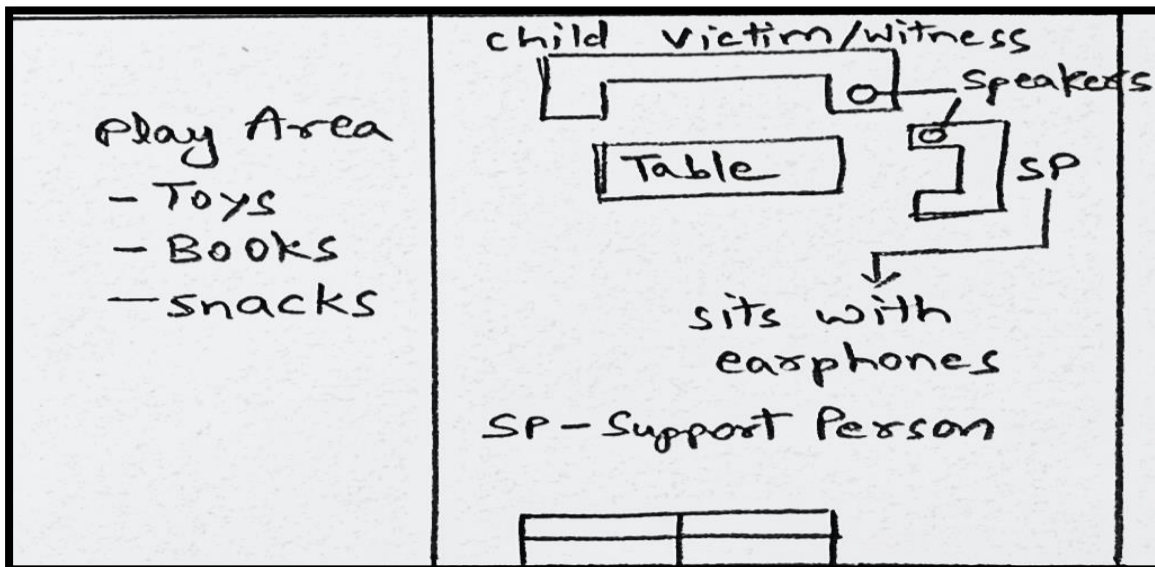 Play Area
- Toys
- Books
- snacks
child victim/witness
speakers
Table
SP
sits with
earphones
SP - Support Person